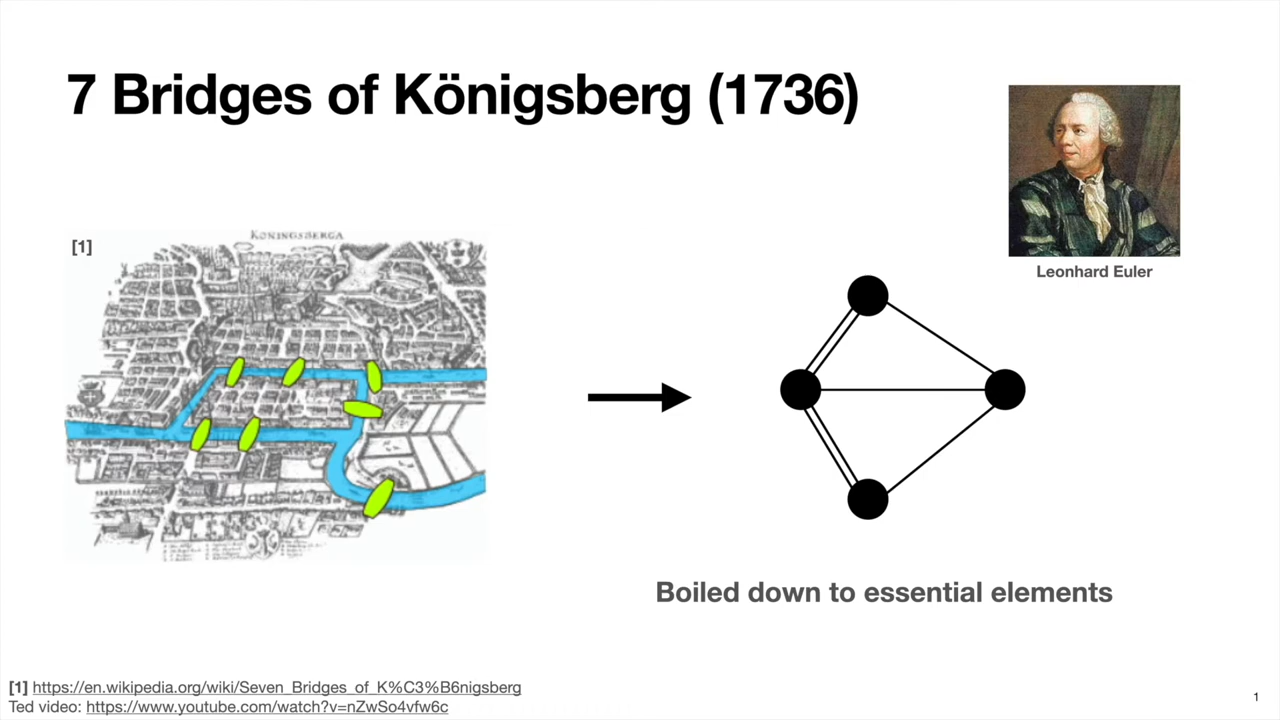 7 Bridges of Königsberg (1736)
[1]
KONINGSBERGA
Leonhard Euler
Boiled down to essential elements
[1] https://en.wikipedia.org/wiki/Seven_Bridges_of_K%C3%B6nigsberg
Ted video: https://www.youtube.com/watch?v=nZwSo4vfw6c
1